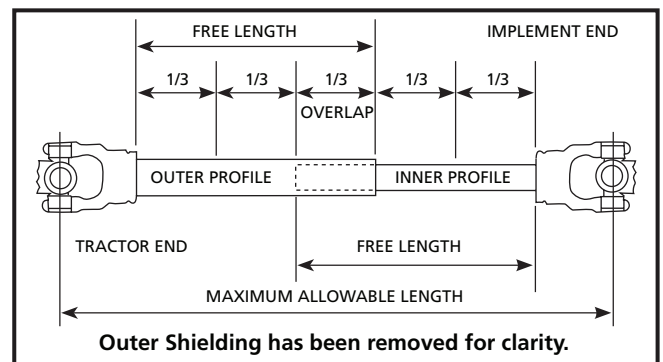 FREE LENGTH
IMPLEMENT END
1/3 1/3 1/3 1/3 1/3
OVERLAP
OUTER PROFILE
INNER PROFILE
TRACTOR END
FREE LENGTH
MAXIMUM ALLOWABLE LENGTH
Outer Shielding has been removed for clarity.